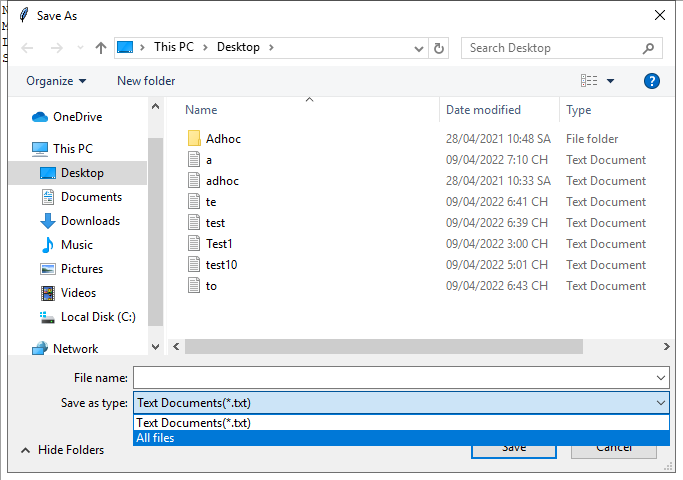 Save As
This PC > Desktop >
Search Desktop
Organize
New folder
?
OneDrive
This PC
Desktop
Documents
Downloads
Music
Pictures
Videos
Local Disk (C:)
Network
Name Date modified Type
Adhoc 28/04/2021 10:48 SA File folder
a 09/04/2022 7:10 CH Text Document
adhoc 28/04/2021 10:33 SA Text Document
te 09/04/2022 6:41 CH Text Document
test 09/04/2022 6:39 CH Text Document
Test1 09/04/2022 3:00 CH Text Document
test10 09/04/2022 5:01 CH Text Document
to 09/04/2022 6:43 CH Text Document
File name:
Save as type: Text Documents(*.txt)
Text Documents(*.txt)
All files
Hide Folders
Save
Cancel